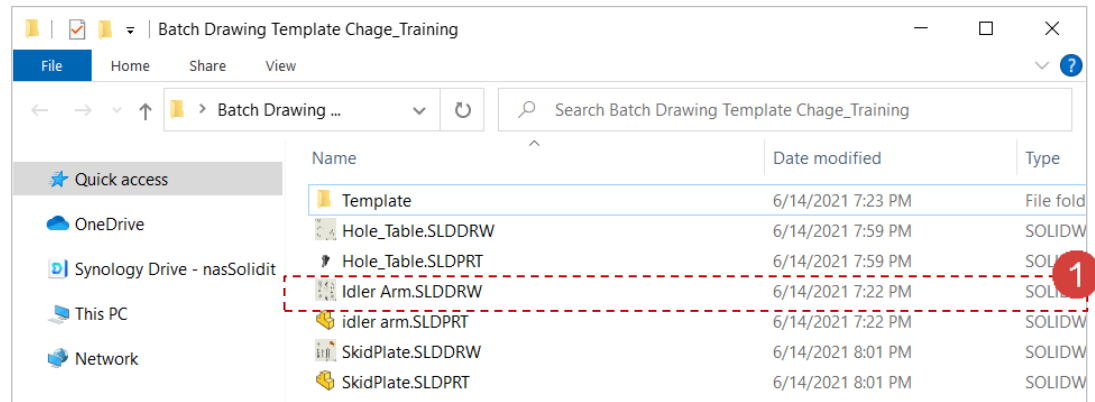 Batch Drawing Template Chage_Training
File Home Share View
Batch Drawing ... Search Batch Drawing Template Chage_Training
Name Date modified Type
Quick access
Template 6/14/2021 7:23 PM File fold
OneDrive
Hole_Table.SLDDRW 6/14/2021 7:59 PM SOLIDW
Synology Drive - nasSolidit
Hole_Table.SLDPRT 6/14/2021 7:59 PM SOL
1
Idler Arm.SLDDRW 6/14/2021 7:22 PM SOLID
This PC
idler arm.SLDPRT 6/14/2021 7:22 PM SOLIDW
Network
SkidPlate.SLDDRW 6/14/2021 8:01 PM SOLIDW
SkidPlate.SLDPRT 6/14/2021 8:01 PM SOLIDW